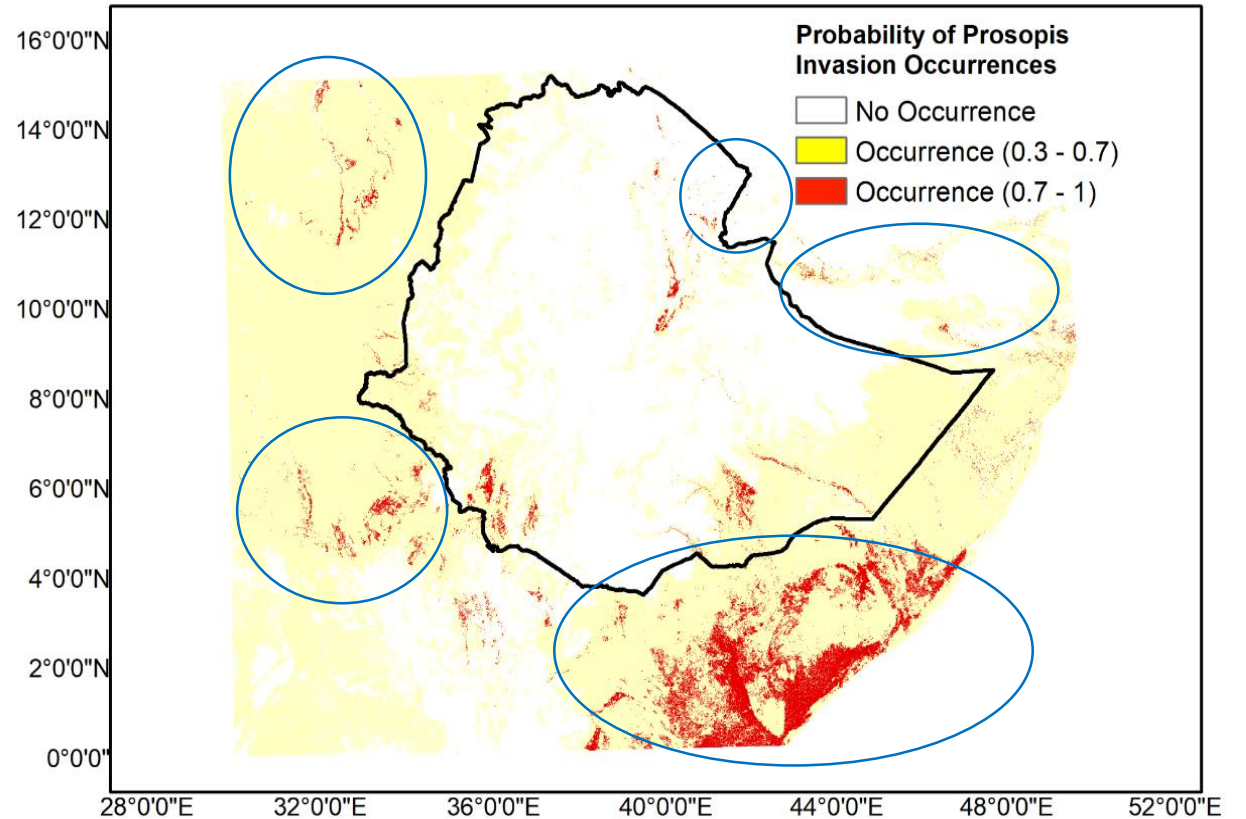 Probability of Prosopis
Invasion Occurrences
No Occurrence
Occurrence (0.3 - 0.7)
Occurrence (0.7 - 1)
16°0'0"N
14°0'0"N
12°0'0"N
10°0'0"N
8°0'0"N
6°0'0"N
4°0'0"N
2°0'0"N
0°0'0"
28°0'0"E 32°0'0"E 36°0'0"E 40°0'0"E 44°0'0"E 48°0'0"E 52°0'0"E